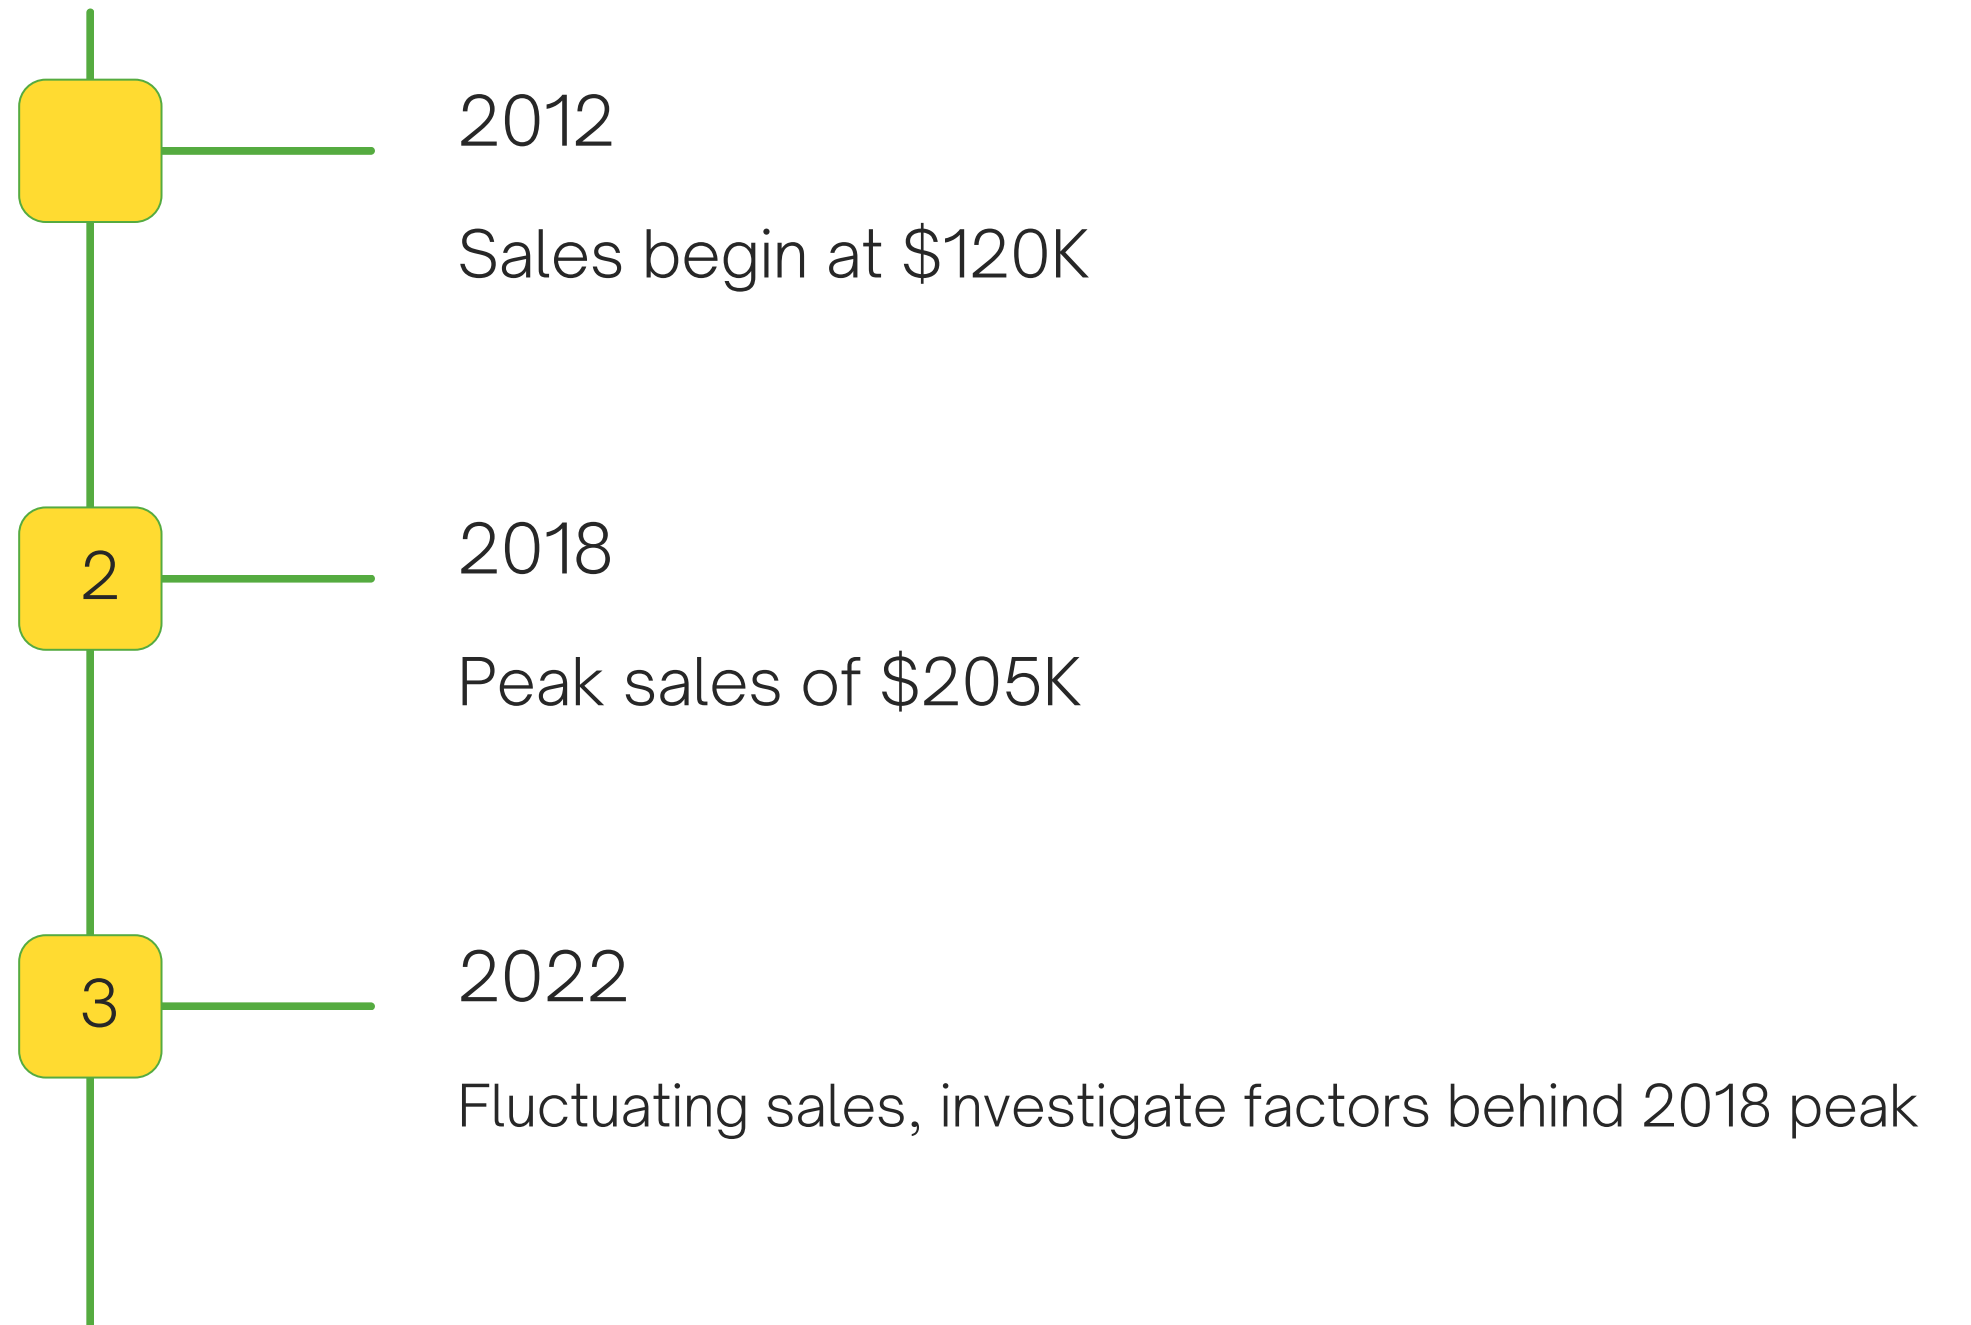 2012
Sales begin at $120K
2
2018
Peak sales of $205K
3
2022
Fluctuating sales, investigate factors behind 2018 peak